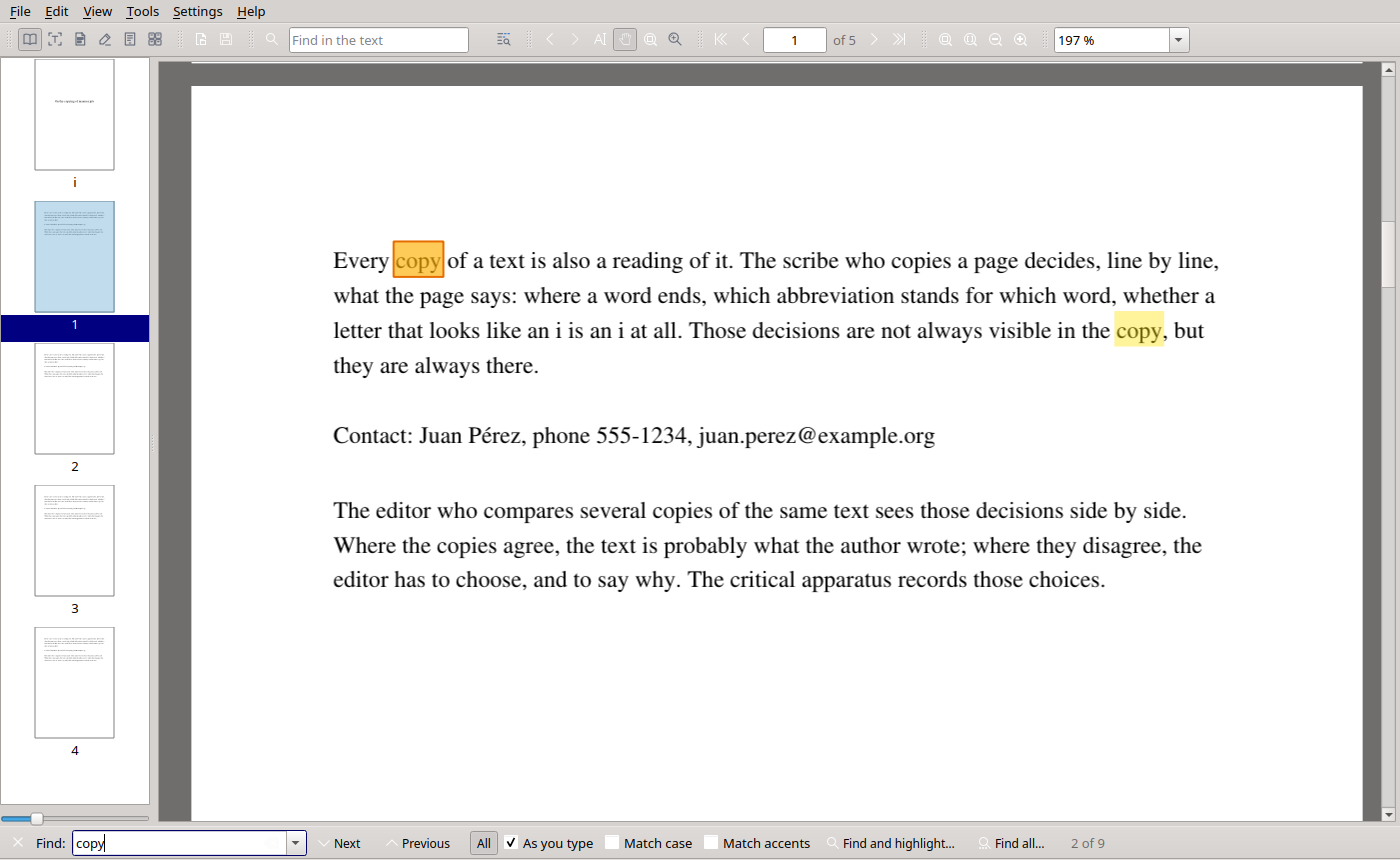 File Edit View Tools Settings Help
Find in the text 1 of 5 197 %
i
1
2
3
4
Every copy of a text is also a reading of it. The scribe who copies a page decides, line by line,
what the page says: where a word ends, which abbreviation stands for which word, whether a
letter that looks like an i is an i at all. Those decisions are not always visible in the copy, but
they are always there.
Contact: Juan Pérez, phone 555-1234, juan.perez@example.org
The editor who compares several copies of the same text sees those decisions side by side.
Where the copies agree, the text is probably what the author wrote; where they disagree, the
editor has to choose, and to say why. The critical apparatus records those choices.
Find: copy Next Previous All As you type Match case Match accents Find and highlight... Find all... 2 of 9